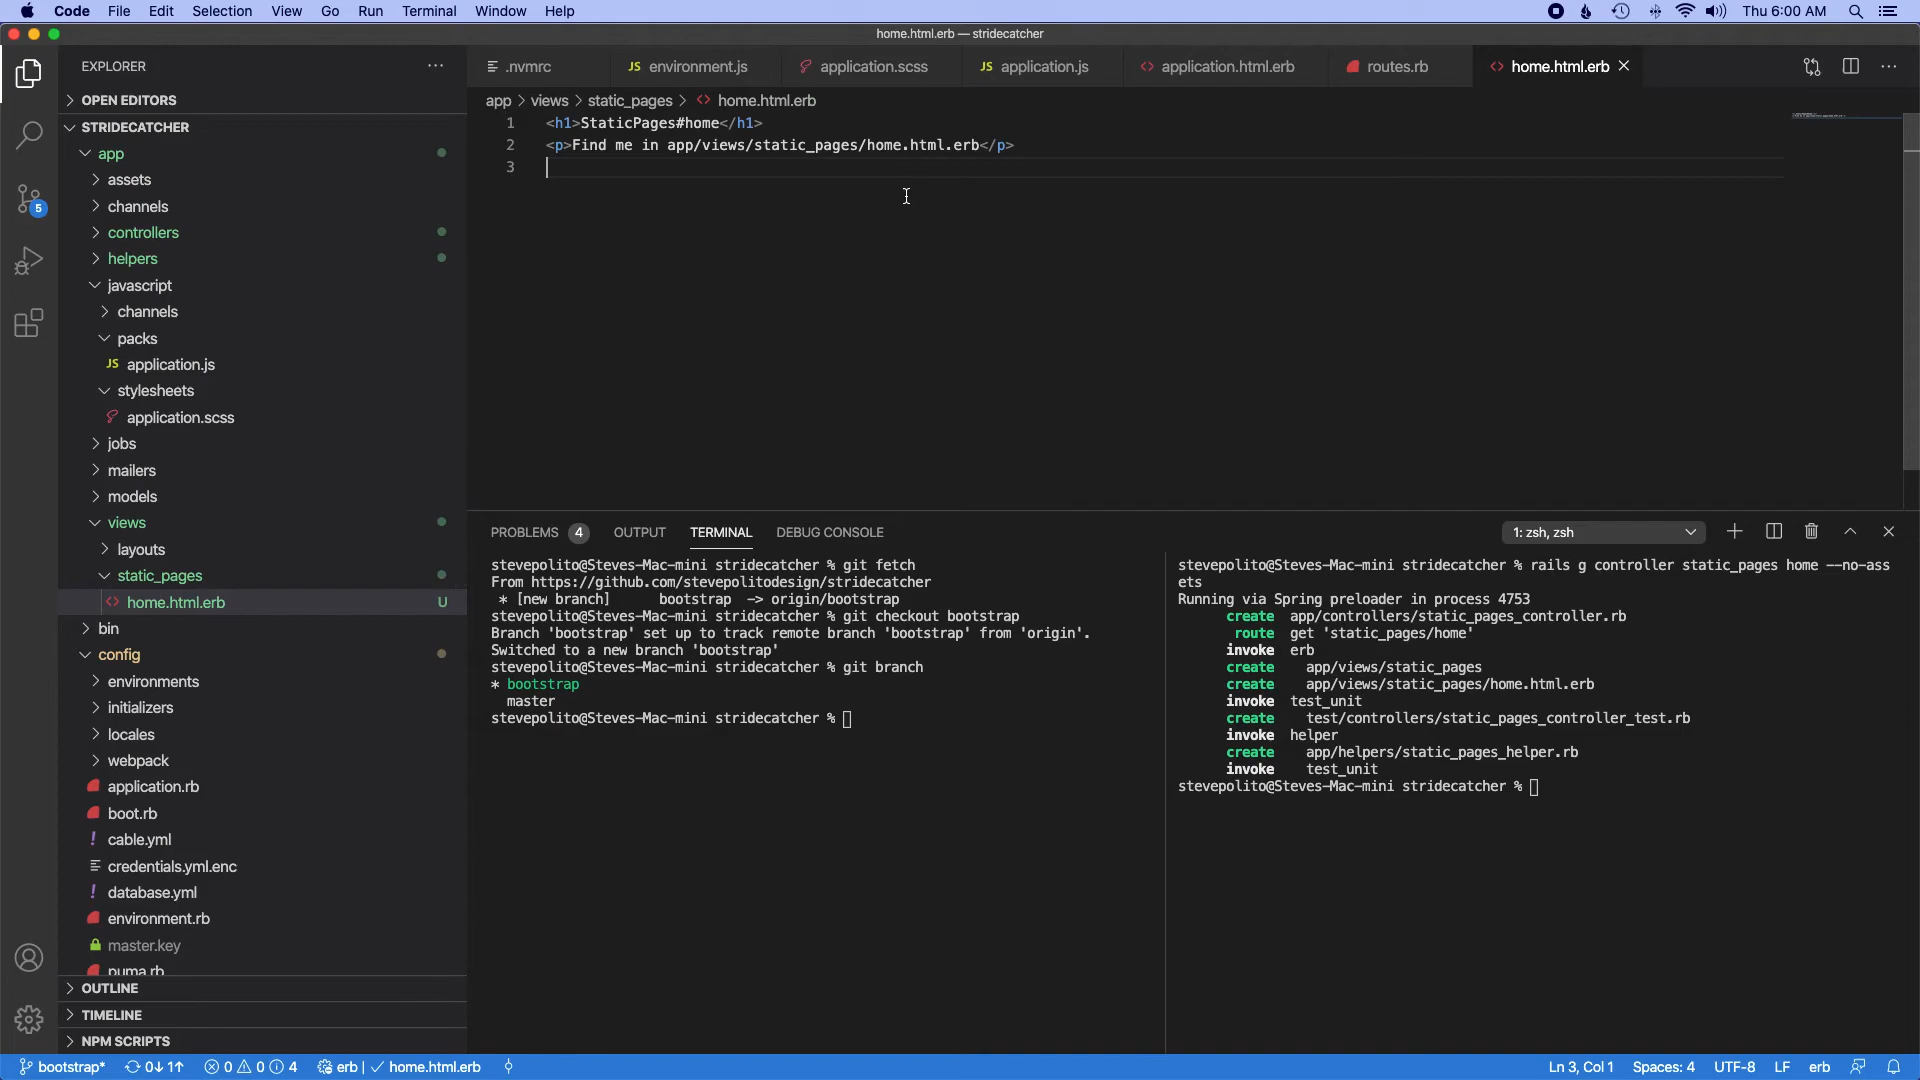 Code File Edit Selection View Go Run Terminal Window Help
Thu 6:00 AM
home.html.erb — stridecatcher
EXPLORER
OPEN EDITORS
STRIDECATCHER
app
assets
channels
controllers
helpers
javascript
channels
packs
JS application.js
stylesheets
application.scss
jobs
mailers
models
views
layouts
static_pages
<> home.html.erb U
bin
config
environments
initializers
locales
webpack
application.rb
boot.rb
! cable.yml
credentials.yml.enc
! database.yml
environment.rb
master.key
puma.rb
OUTLINE
TIMELINE
NPM SCRIPTS
5
.nvmrc JS environment.js application.scss JS application.js <> application.html.erb routes.rb <> home.html.erb
app > views > static_pages > <> home.html.erb
1 <h1>StaticPages#home</h1>
2 <p>Find me in app/views/static_pages/home.html.erb</p>
3
PROBLEMS 4 OUTPUT TERMINAL DEBUG CONSOLE
1: zsh, zsh
stevepolito@Steves-Mac-mini stridecatcher % git fetch
From https://github.com/stevepolitodesign/stridecatcher
* [new branch] bootstrap -> origin/bootstrap
stevepolito@Steves-Mac-mini stridecatcher % git checkout bootstrap
Branch 'bootstrap' set up to track remote branch 'bootstrap' from 'origin'.
Switched to a new branch 'bootstrap'
stevepolito@Steves-Mac-mini stridecatcher % git branch
* bootstrap
master
stevepolito@Steves-Mac-mini stridecatcher %
stevepolito@Steves-Mac-mini stridecatcher % rails g controller static_pages home --no-ass
ets
Running via Spring preloader in process 4753
create app/controllers/static_pages_controller.rb
route get 'static_pages/home'
invoke erb
create app/views/static_pages
create app/views/static_pages/home.html.erb
invoke test_unit
create test/controllers/static_pages_controller_test.rb
invoke helper
create app/helpers/static_pages_helper.rb
invoke test_unit
stevepolito@Steves-Mac-mini stridecatcher %
bootstrap* 0↓ 1↑ 0 0 4 erb | ✓ home.html.erb
Ln 3, Col 1 Spaces: 4 UTF-8 LF erb